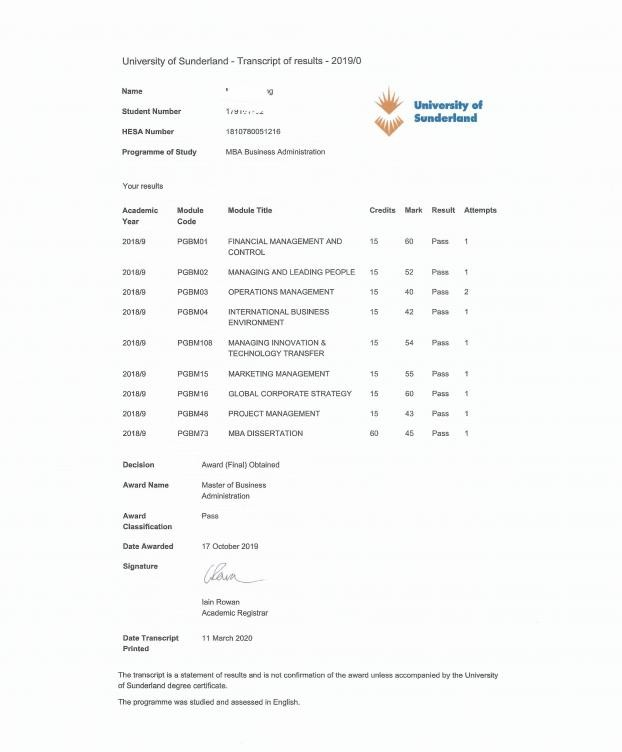 University of Sunderland - Transcript of results - 2019/0
Name
Student Number
HESA Number 1810780051216
Programme of Study MBA Business Administration
University of
Sunderland
Your results
Academic Year Module Code Module Title Credits Mark Result Attempts
2018/9 PGBM01 FINANCIAL MANAGEMENT AND CONTROL 15 60 Pass 1
2018/9 PGBM02 MANAGING AND LEADING PEOPLE 15 52 Pass 1
2018/9 PGBM03 OPERATIONS MANAGEMENT 15 40 Pass 2
2018/9 PGBM04 INTERNATIONAL BUSINESS ENVIRONMENT 15 42 Pass 1
2018/9 PGBM108 MANAGING INNOVATION & TECHNOLOGY TRANSFER 15 54 Pass 1
2018/9 PGBM15 MARKETING MANAGEMENT 15 55 Pass 1
2018/9 PGBM16 GLOBAL CORPORATE STRATEGY 15 60 Pass 1
2018/9 PGBM48 PROJECT MANAGEMENT 15 43 Pass 1
2018/9 PGBM73 MBA DISSERTATION 60 45 Pass 1
Decision Award (Final) Obtained
Award Name Master of Business
Administration
Award Pass
Classification
Date Awarded 17 October 2019
Signature
Iain Rowan
Academic Registrar
Date Transcript 11 March 2020
Printed
The transcript is a statement of results and is not confirmation of the award unless accompanied by the University
of Sunderland degree certificate.
The programme was studied and assessed in English.